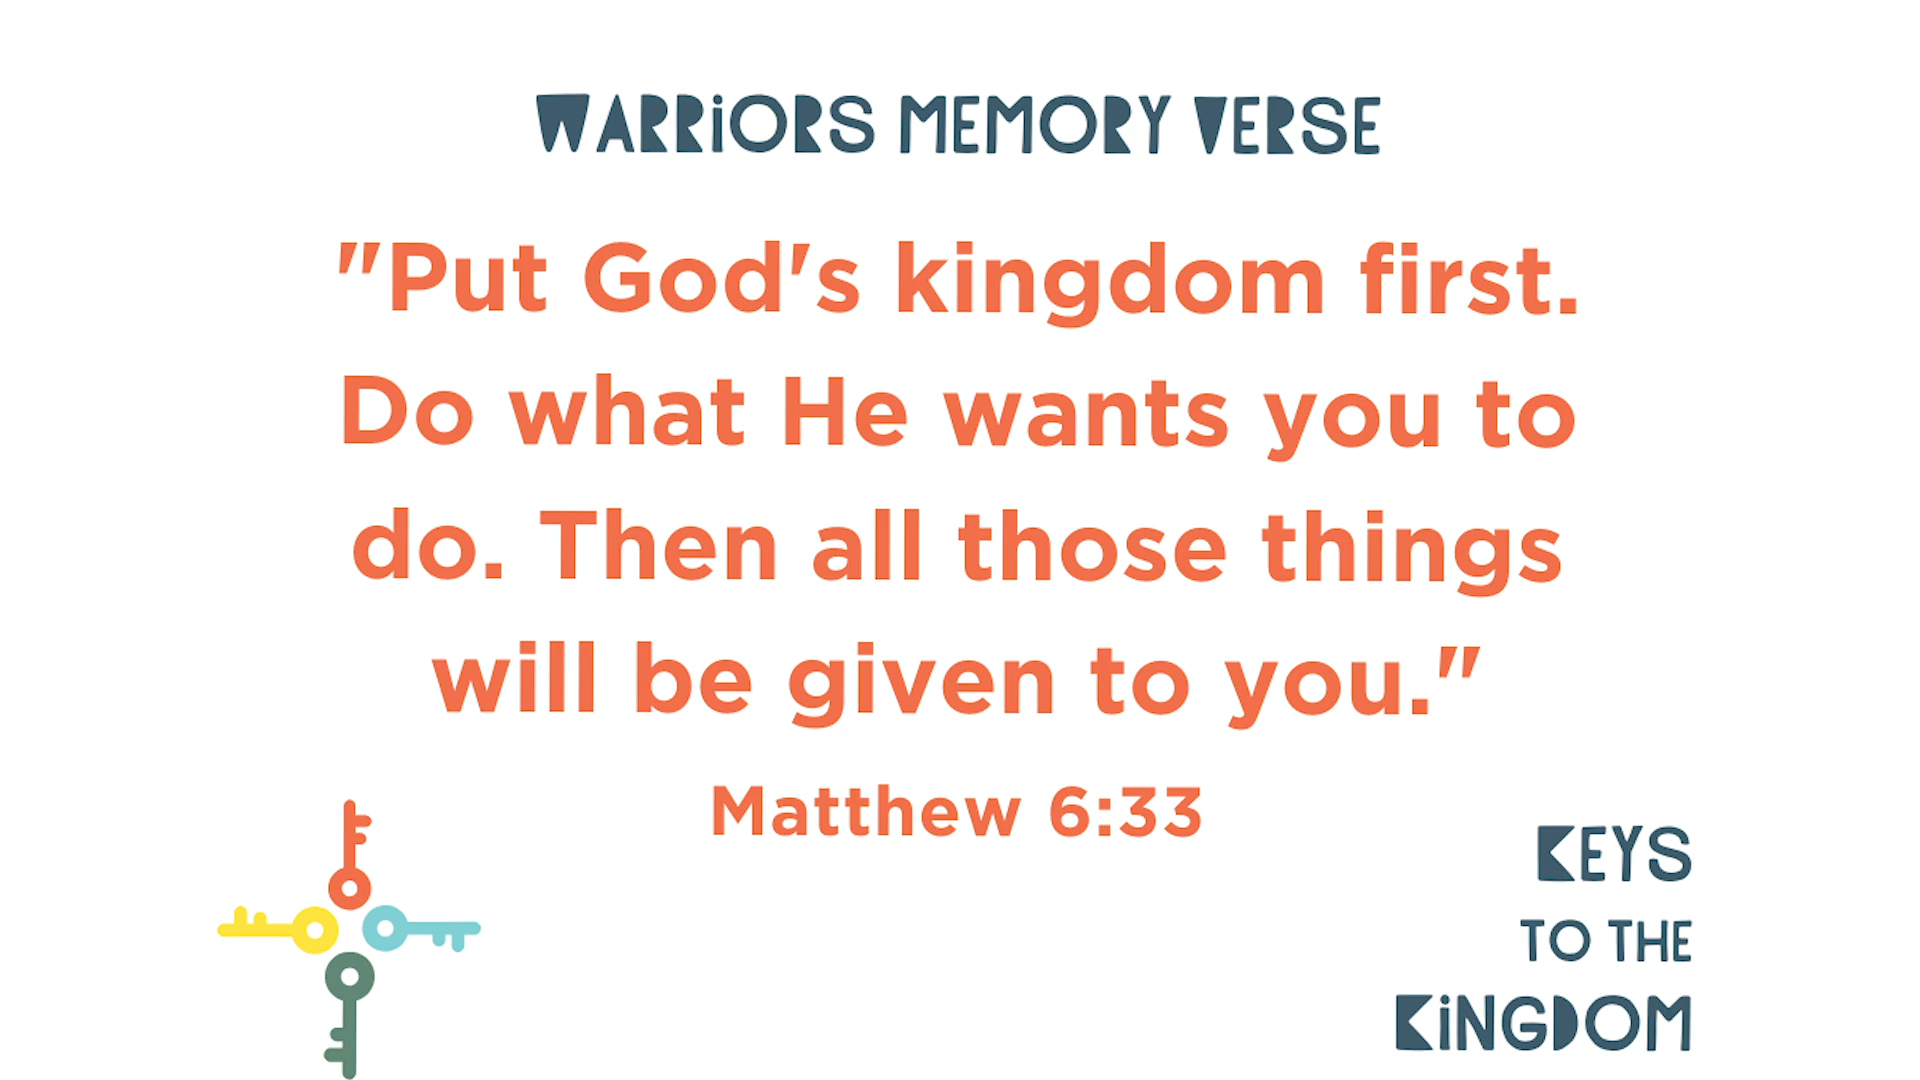 WARRiORS MEMORY VERSE
"Put God's kingdom first.
Do what He wants you to
do. Then all those things
will be given to you."
Matthew 6:33
KEYS
TO THE
KiNGDOM